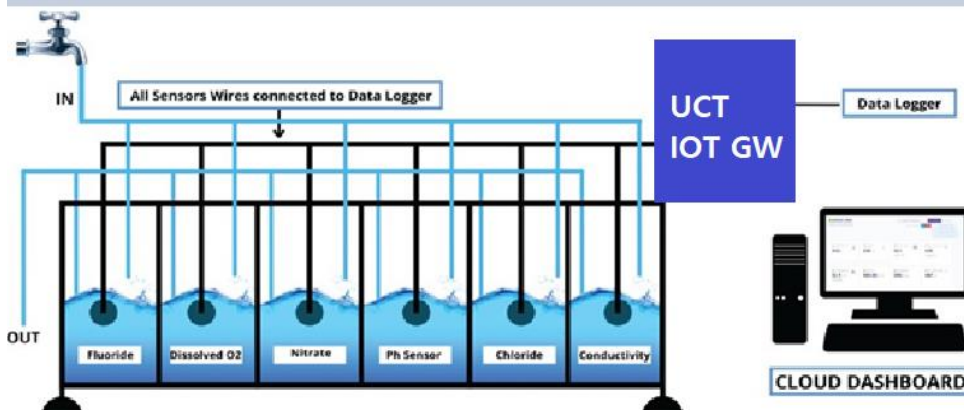 IN
All Sensors Wires connected to Data Logger
UCT
IOT GW
Data Logger
OUT
Fluoride
Dissolved O2
Nitrate
Ph Sensor
Chloride
Conductivity
CLOUD DASHBOARD